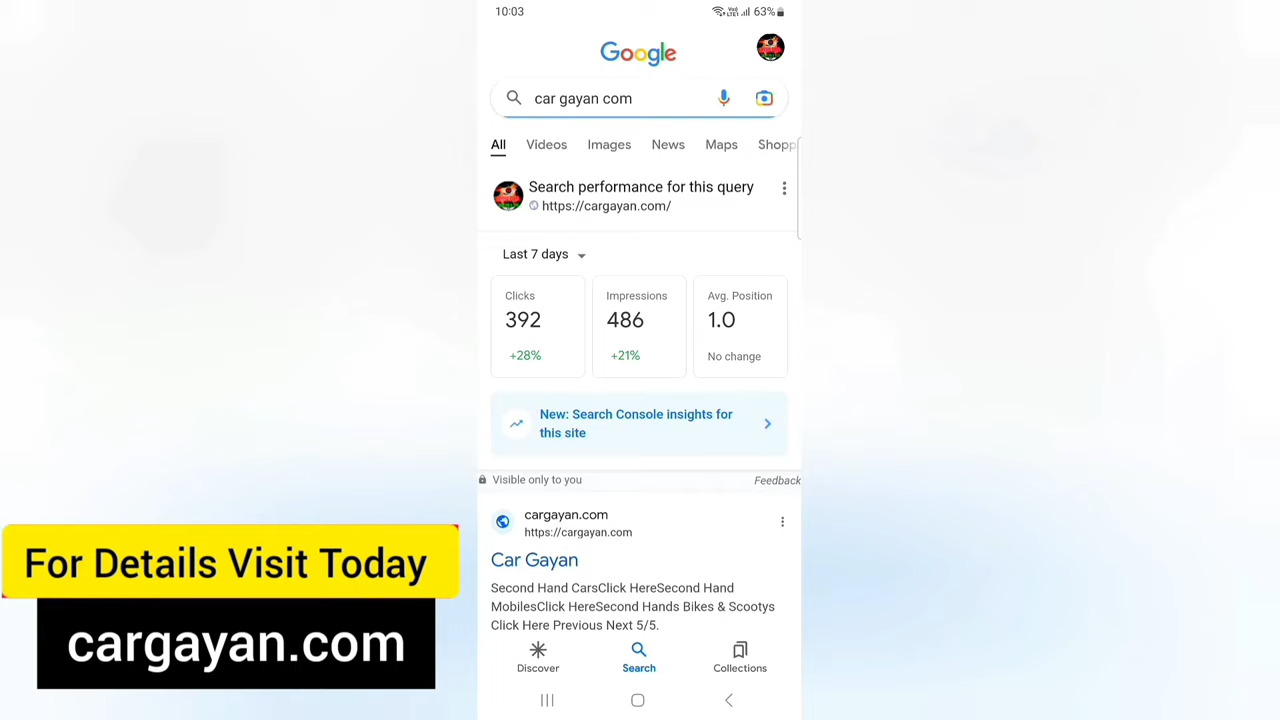 10:03
63%
Google
car gayan com
All Videos Images News Maps Shopp
Search performance for this query
https://cargayan.com/
Last 7 days
Clicks
392
+28%
Impressions
486
+21%
Avg. Position
1.0
No change
New: Search Console insights for
this site
Visible only to you
Feedback
cargayan.com
https://cargayan.com
Car Gayan
Second Hand CarsClick HereSecond Hand
MobilesClick HereSecond Hands Bikes & Scootys
Click Here Previous Next 5/5.
Discover Search Collections
For Details Visit Today
cargayan.com